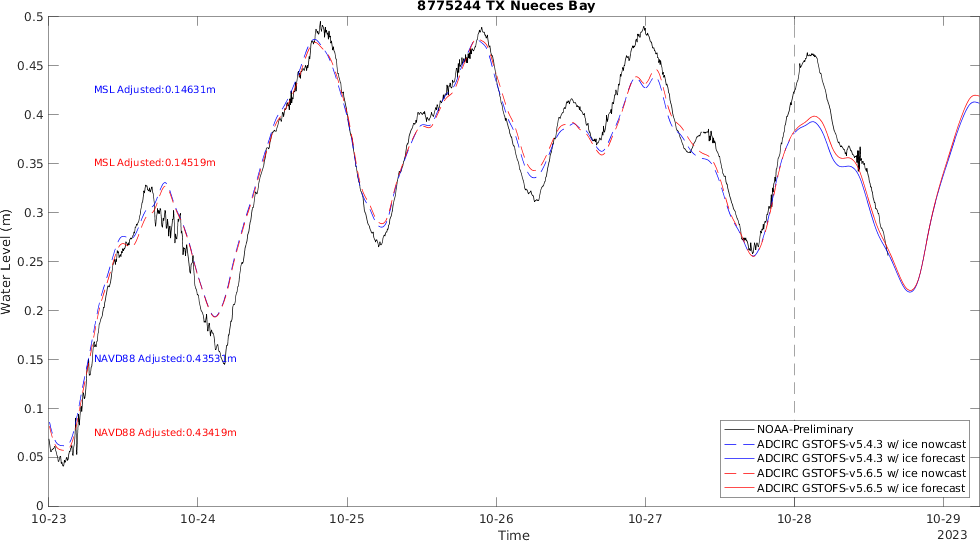 8775244 TX Nueces Bay
0.5
0.45
0.4
0.35
0.3
0.25
0.2
0.15
0.1
0.05
0
Water Level (m)
MSL Adjusted:0.14631m
MSL Adjusted:0.14519m
NAVD88 Adjusted:0.43531m
NAVD88 Adjusted:0.43419m
NOAA-Preliminary
ADCIRC GSTOFS-v5.4.3 w/ ice nowcast
ADCIRC GSTOFS-v5.4.3 w/ ice forecast
ADCIRC GSTOFS-v5.6.5 w/ ice nowcast
ADCIRC GSTOFS-v5.6.5 w/ ice forecast
10-23 10-24 10-25 10-26 10-27 10-28 10-29
Time
2023